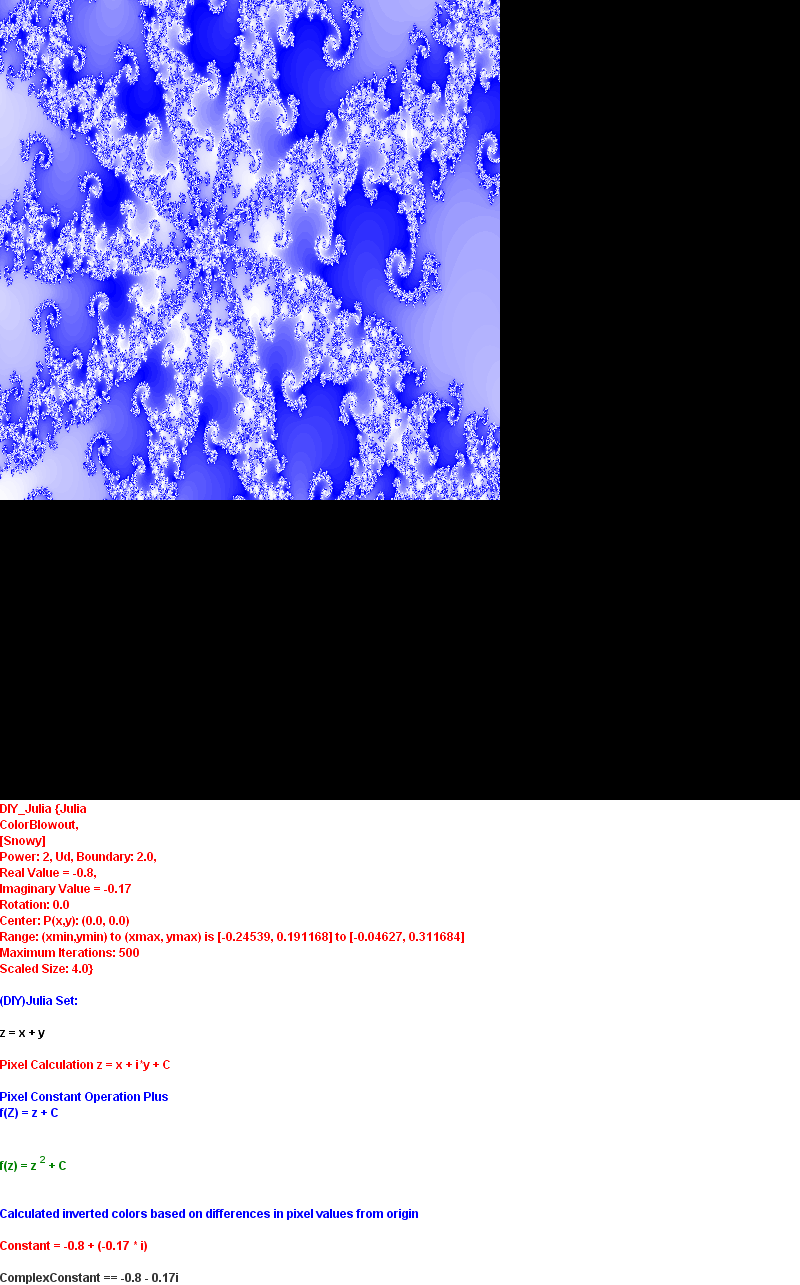 DIY_Julia {Julia
ColorBlowout,
[Snowy]
Power: 2, Ud, Boundary: 2.0,
Real Value = -0.8,
Imaginary Value = -0.17
Rotation: 0.0
Center: P(x,y): (0.0, 0.0)
Range: (xmin,ymin) to (xmax, ymax) is [-0.24539, 0.191168] to [-0.04627, 0.311684]
Maximum Iterations: 500
Scaled Size: 4.0}
(DIY)Julia Set:
z = x + y
Pixel Calculation z = x + i*y + C
Pixel Constant Operation Plus
f(Z) = z + C
f(z) = z 2 + C
Calculated inverted colors based on differences in pixel values from origin
Constant = -0.8 + (-0.17 * i)
ComplexConstant == -0.8 - 0.17i